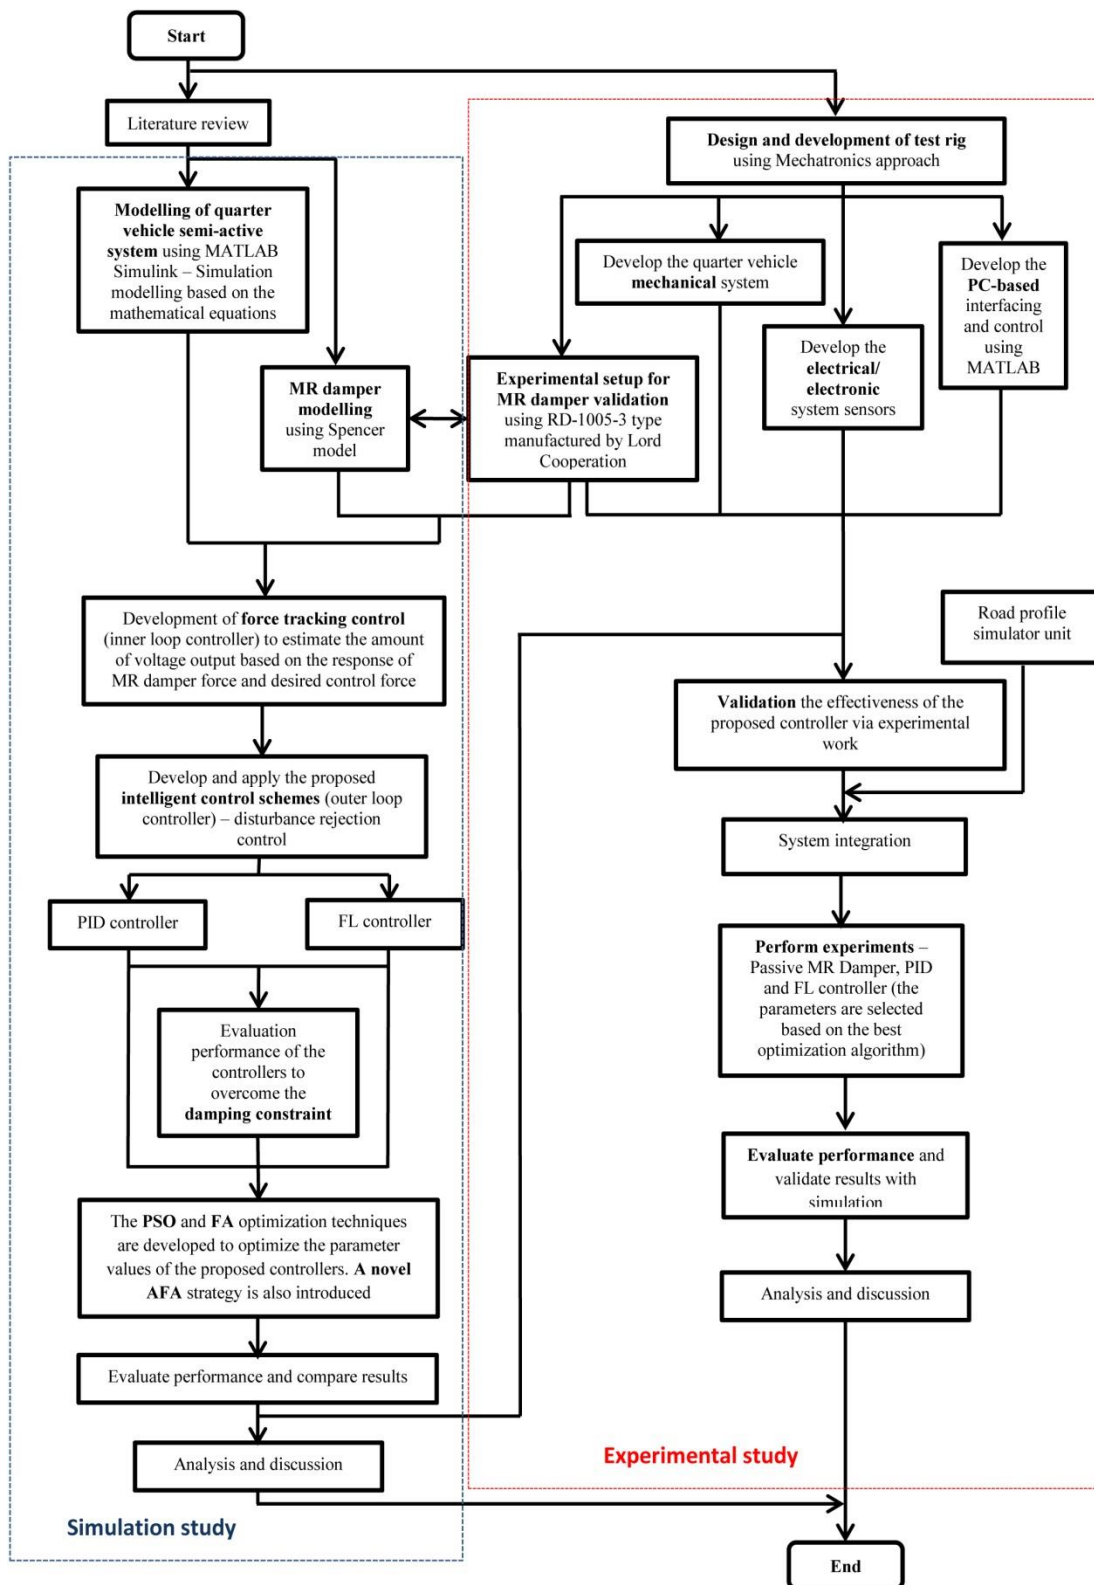 Start
Literature review
Modelling of quarter
vehicle semi-active
system using MATLAB
Simulink – Simulation
modelling based on the
mathematical equations
MR damper
modelling
using Spencer
model
Design and development of test rig
using Mechatronics approach
Develop the quarter vehicle
mechanical system
Develop the
PC-based
interfacing
and control
using
MATLAB
Develop the
electrical/
electronic
system sensors
Experimental setup for
MR damper validation
using RD-1005-3 type
manufactured by Lord
Cooperation
Development of force tracking control
(inner loop controller) to estimate the amount
of voltage output based on the response of
MR damper force and desired control force
Develop and apply the proposed
intelligent control schemes (outer loop
controller) – disturbance rejection
control
PID controller
FL controller
Evaluation
performance of the
controllers to
overcome the
damping constraint
The PSO and FA optimization techniques
are developed to optimize the parameter
values of the proposed controllers. A novel
AFA strategy is also introduced
Evaluate performance and compare results
Analysis and discussion
Simulation study
Road profile
simulator unit
Validation the effectiveness of the
proposed controller via experimental
work
System integration
Perform experiments –
Passive MR Damper, PID
and FL controller (the
parameters are selected
based on the best
optimization algorithm)
Evaluate performance and
validate results with
simulation
Analysis and discussion
Experimental study
End